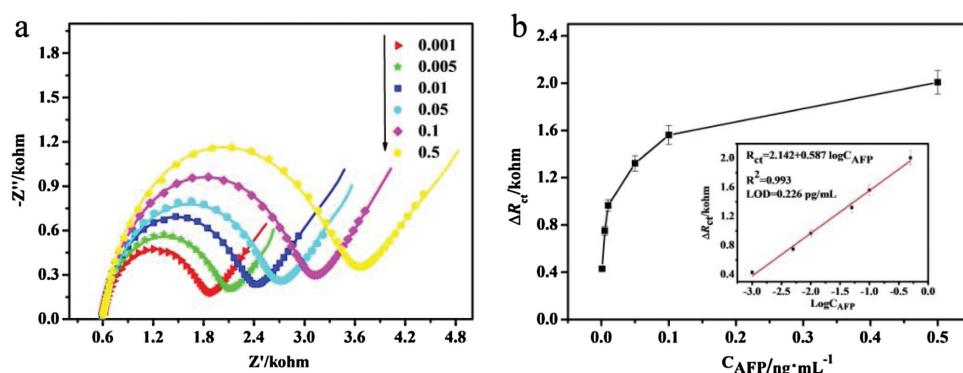 a
-Z''/kohm
1.8
1.5
1.2
0.9
0.6
0.3
0.0
0.001
0.005
0.01
0.05
0.1
0.5
0.6 1.2 1.8 2.4 3.0 3.6 4.2 4.8
Z'/kohm
b
ΔRct/kohm
2.4
2.0
1.6
1.2
0.8
0.4
0.0
0.0 0.1 0.2 0.3 0.4 0.5
CAFP/ng·mL-1
Rct=2.142+0.587 logCAFP
R2=0.993
LOD=0.226 pg/mL
ΔRct/kohm
2.0
1.6
1.2
0.8
0.4
-3.0 -2.5 -2.0 -1.5 -1.0 -0.5 0.0
LogCAFP